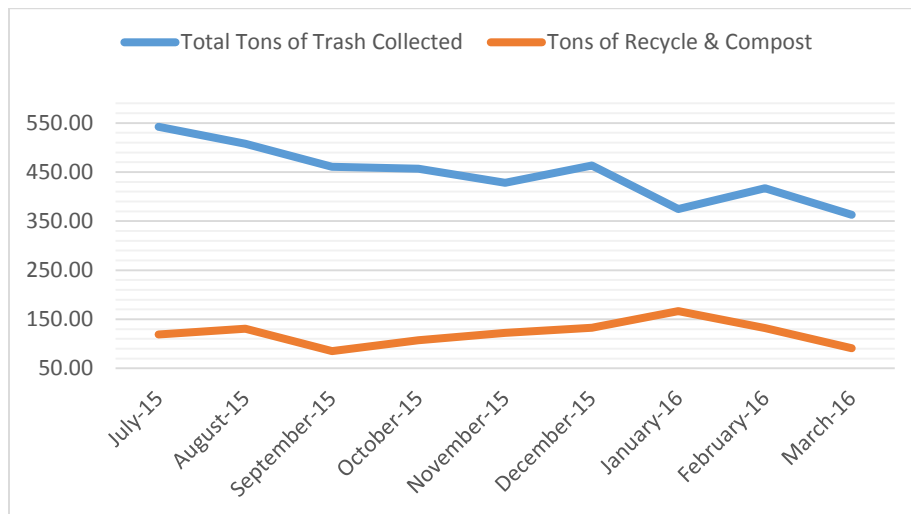 Total Tons of Trash Collected Tons of Recycle & Compost
550.00
450.00
350.00
250.00
150.00
50.00
July-15
August-15
September-15
October-15
November-15
December-15
January-16
February-16
March-16